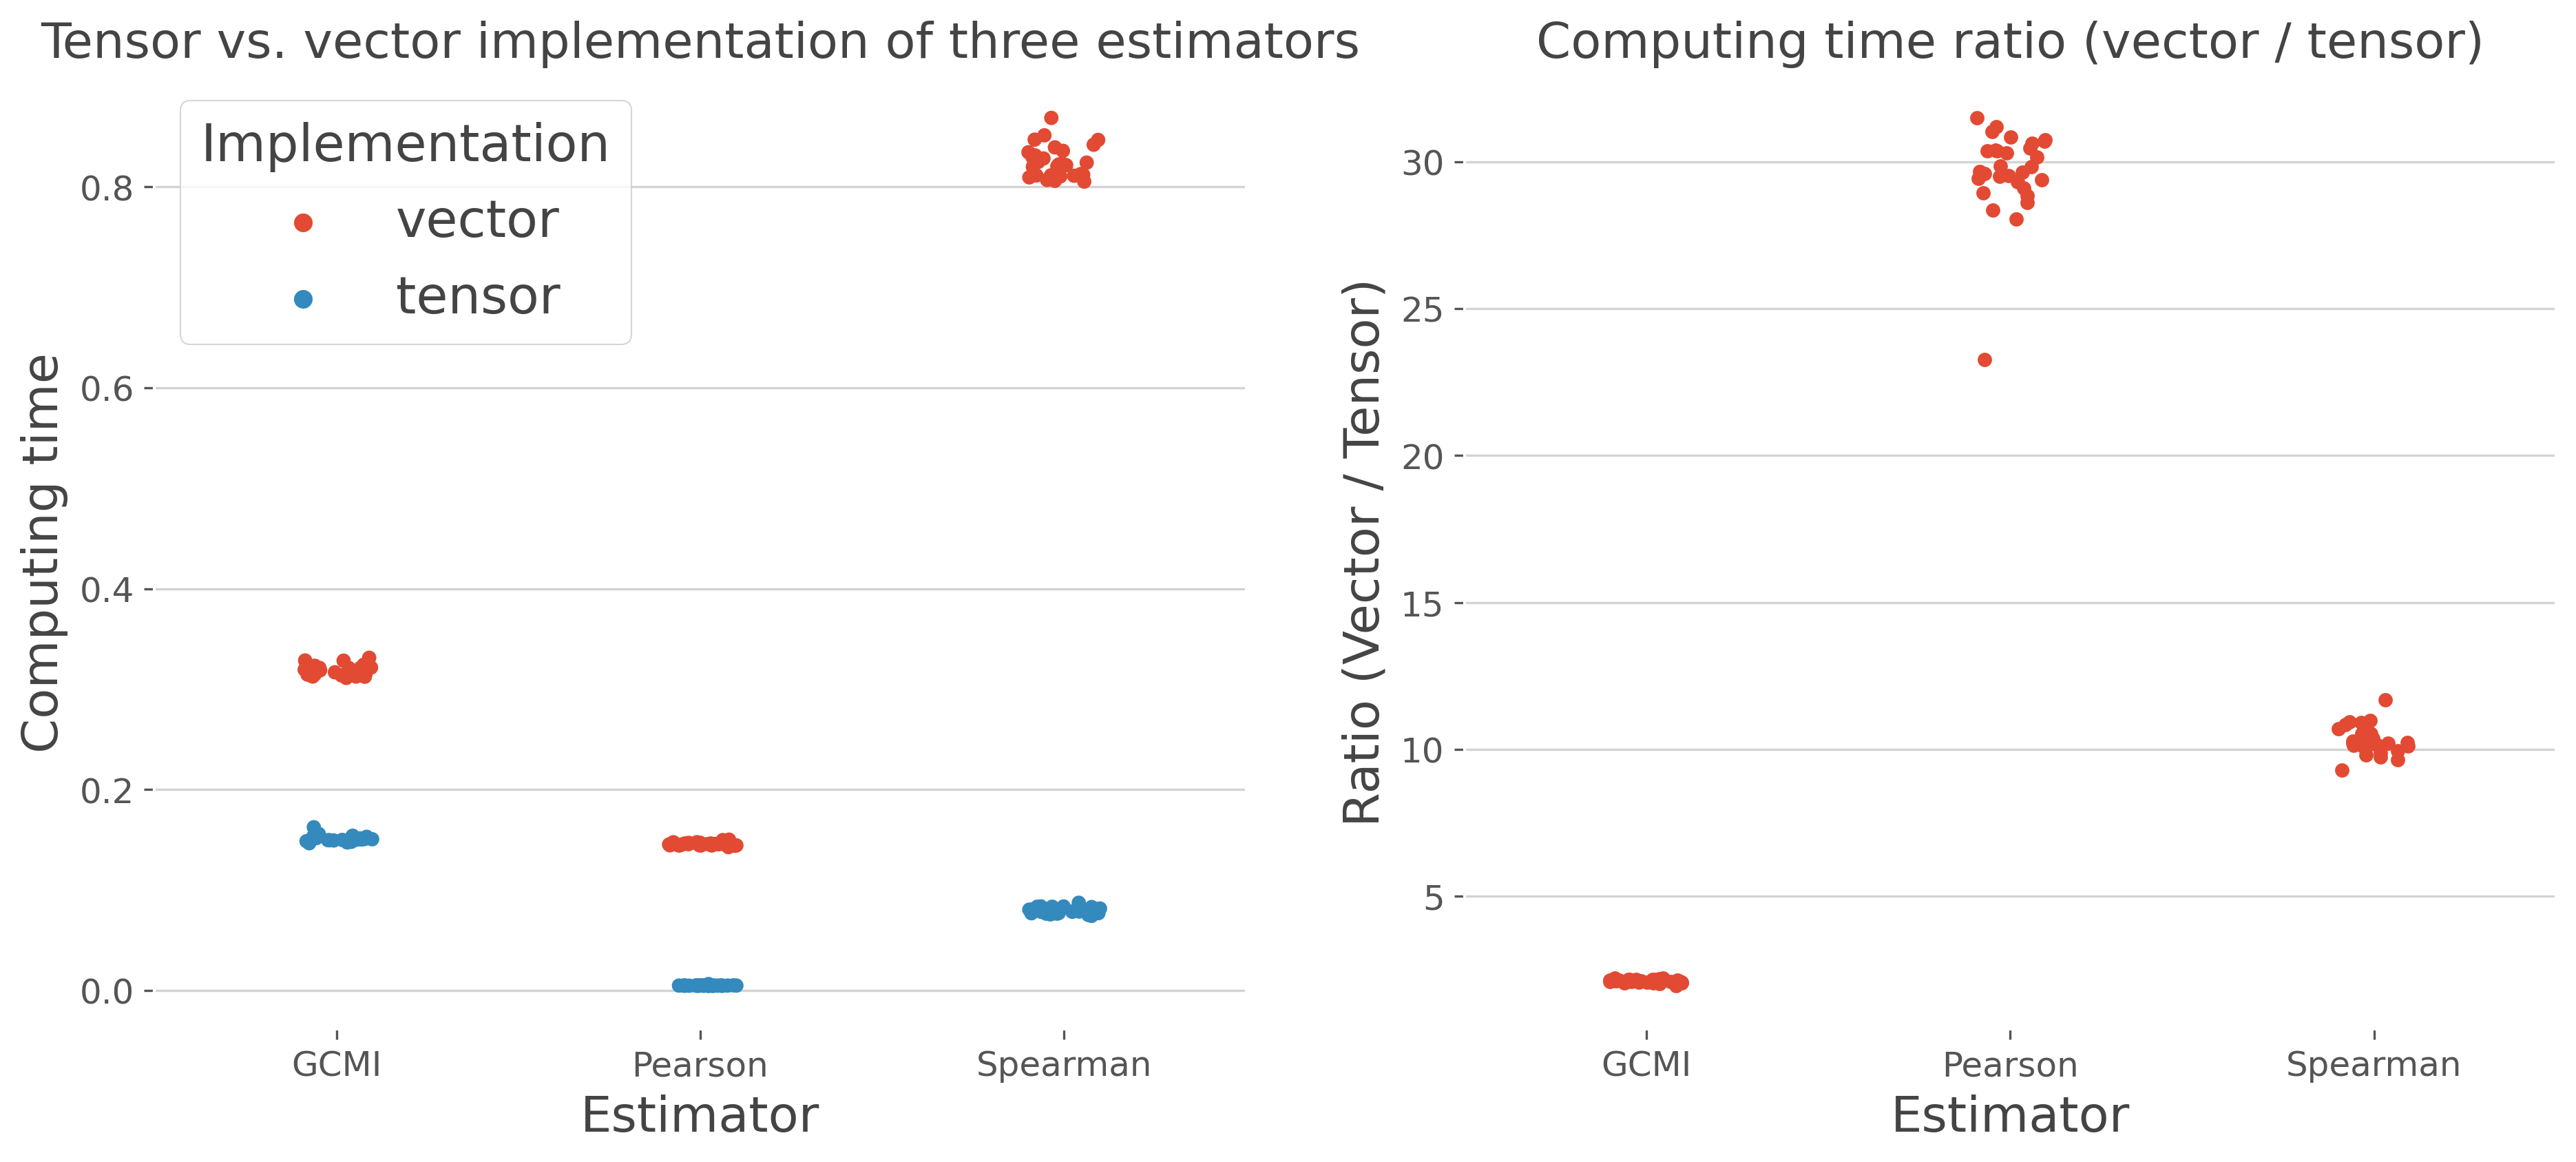 Tensor vs. vector implementation of three estimators
Implementation
vector
tensor
Computing time
0.8
0.6
0.4
0.2
0.0
GCMI Pearson Spearman
Estimator
Computing time ratio (vector / tensor)
Ratio (Vector / Tensor)
30
25
20
15
10
5
GCMI Pearson Spearman
Estimator